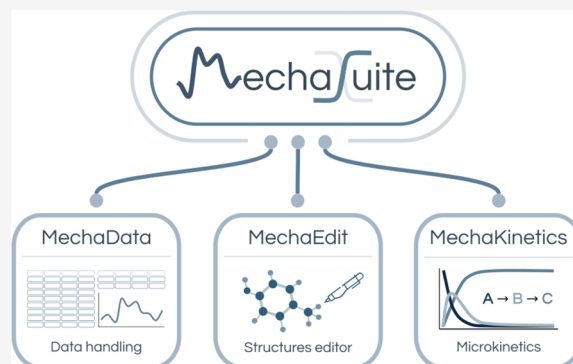 MechaSuite
MechaData
MechaEdit
MechaKinetics
A → B → C
Data handling
Structures editor
Microkinetics